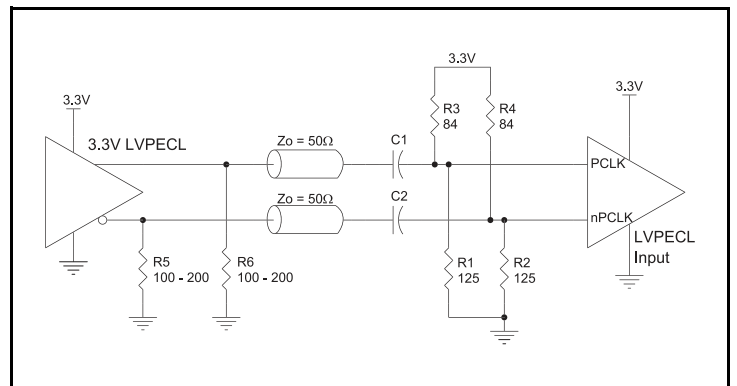 3.3V
3.3V LVPECL
Zo = 50Ω
C1
3.3V
R3
84
R4
84
3.3V
PCLK
Zo = 50Ω
C2
nPCLK
LVPECL
Input
R5
100 - 200
R6
100 - 200
R1
125
R2
125